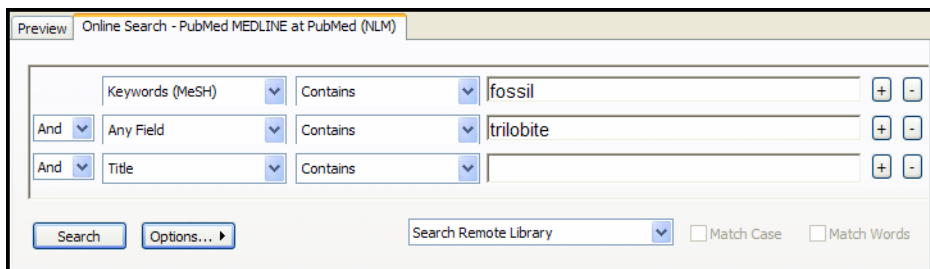 Preview Online Search - PubMed MEDLINE at PubMed (NLM)
Keywords (MeSH) Contains fossil + -
And Any Field Contains trilobite + -
And Title Contains + -
Search Options... Search Remote Library Match Case Match Words